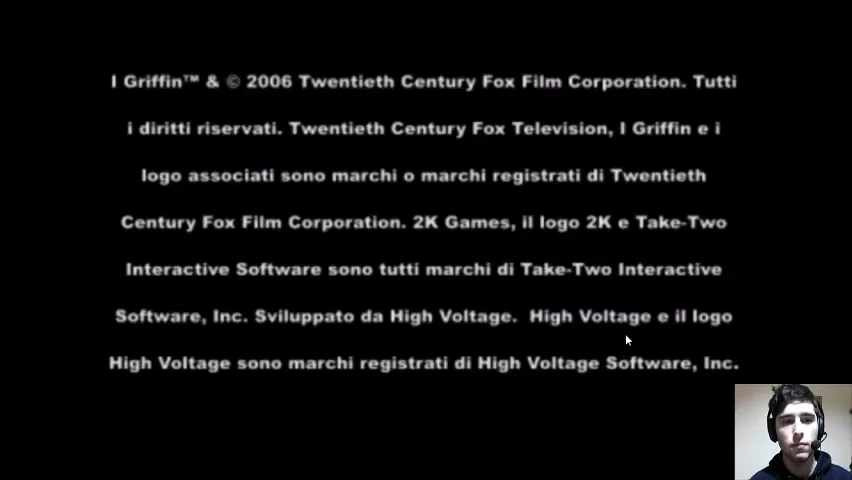 I Griffin™ & © 2006 Twentieth Century Fox Film Corporation. Tutti
i diritti riservati. Twentieth Century Fox Television, I Griffin e i
logo associati sono marchi o marchi registrati di Twentieth
Century Fox Film Corporation. 2K Games, il logo 2K e Take-Two
Interactive Software sono tutti marchi di Take-Two Interactive
Software, Inc. Sviluppato da High Voltage.  High Voltage e il logo
High Voltage sono marchi registrati di High Voltage Software, Inc.